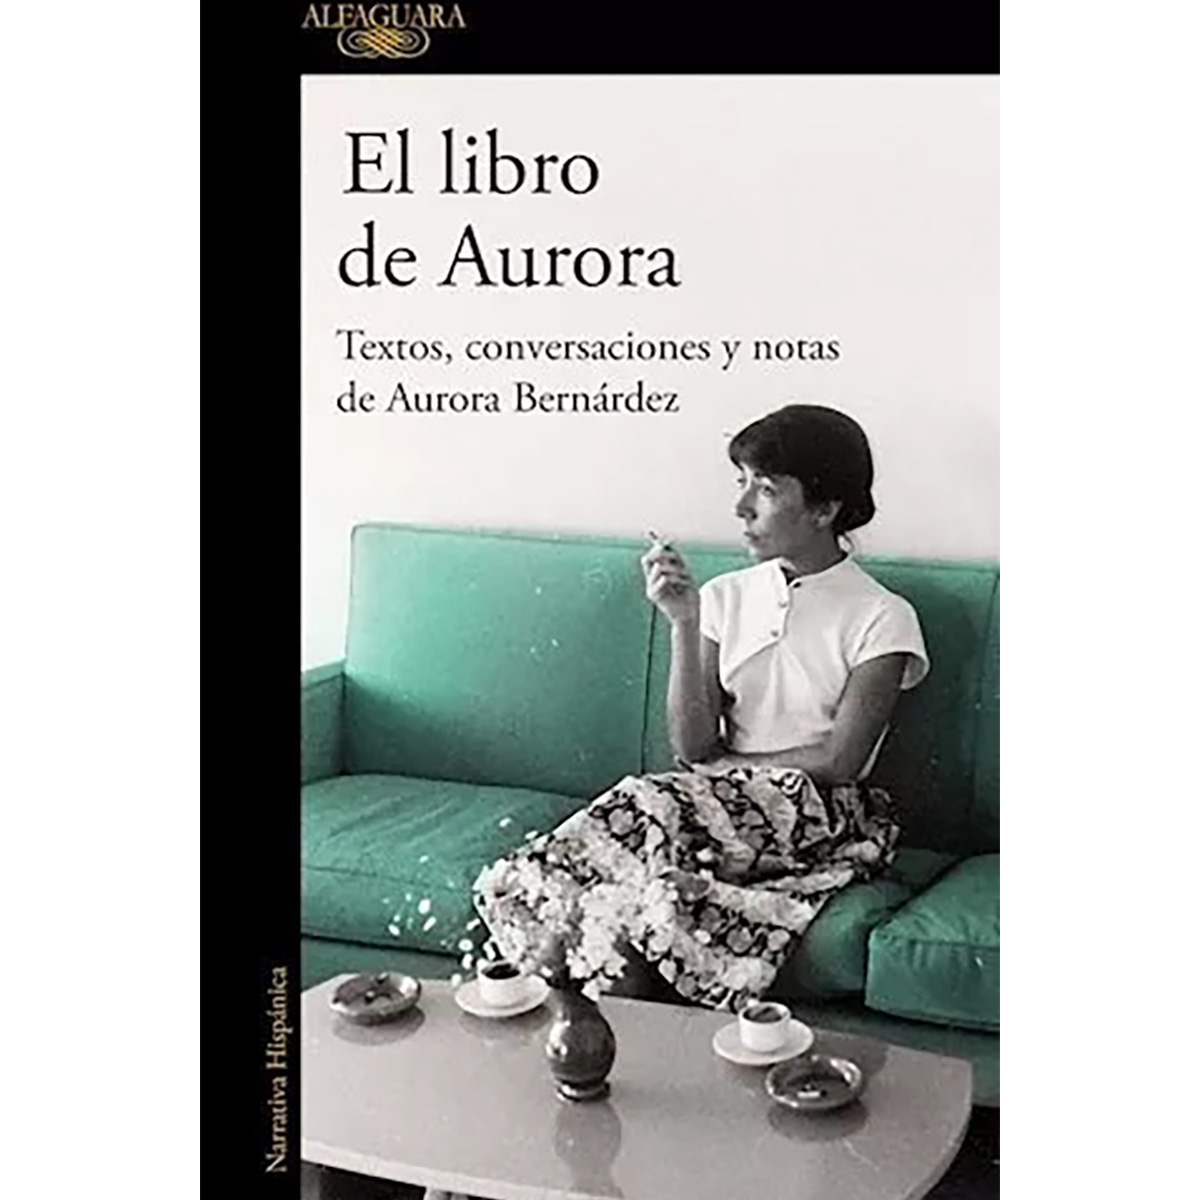 ALFAGUARA
El libro
de Aurora
Textos, conversaciones y notas
de Aurora Bernárdez
Narrativa Hispánica